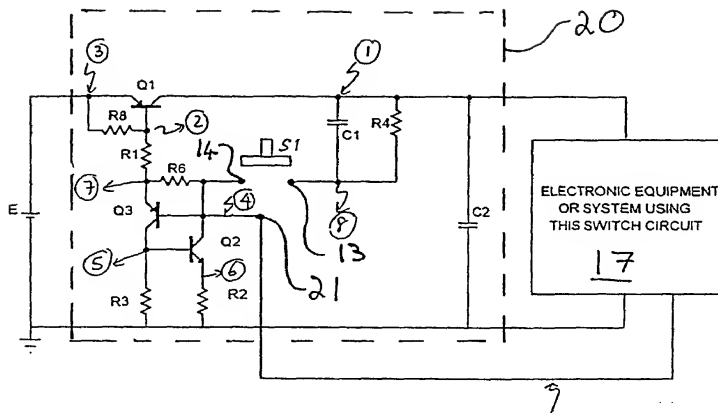 20
③
①
Q1
R8
②
C1
R4
R1
14
S1
⑦
R6
④
⑧
C2
ELECTRONIC EQUIPMENT
OR SYSTEM USING
THIS SWITCH CIRCUIT
17
E
Q3
13
⑤
Q2
⑥
21
R3
R2
9